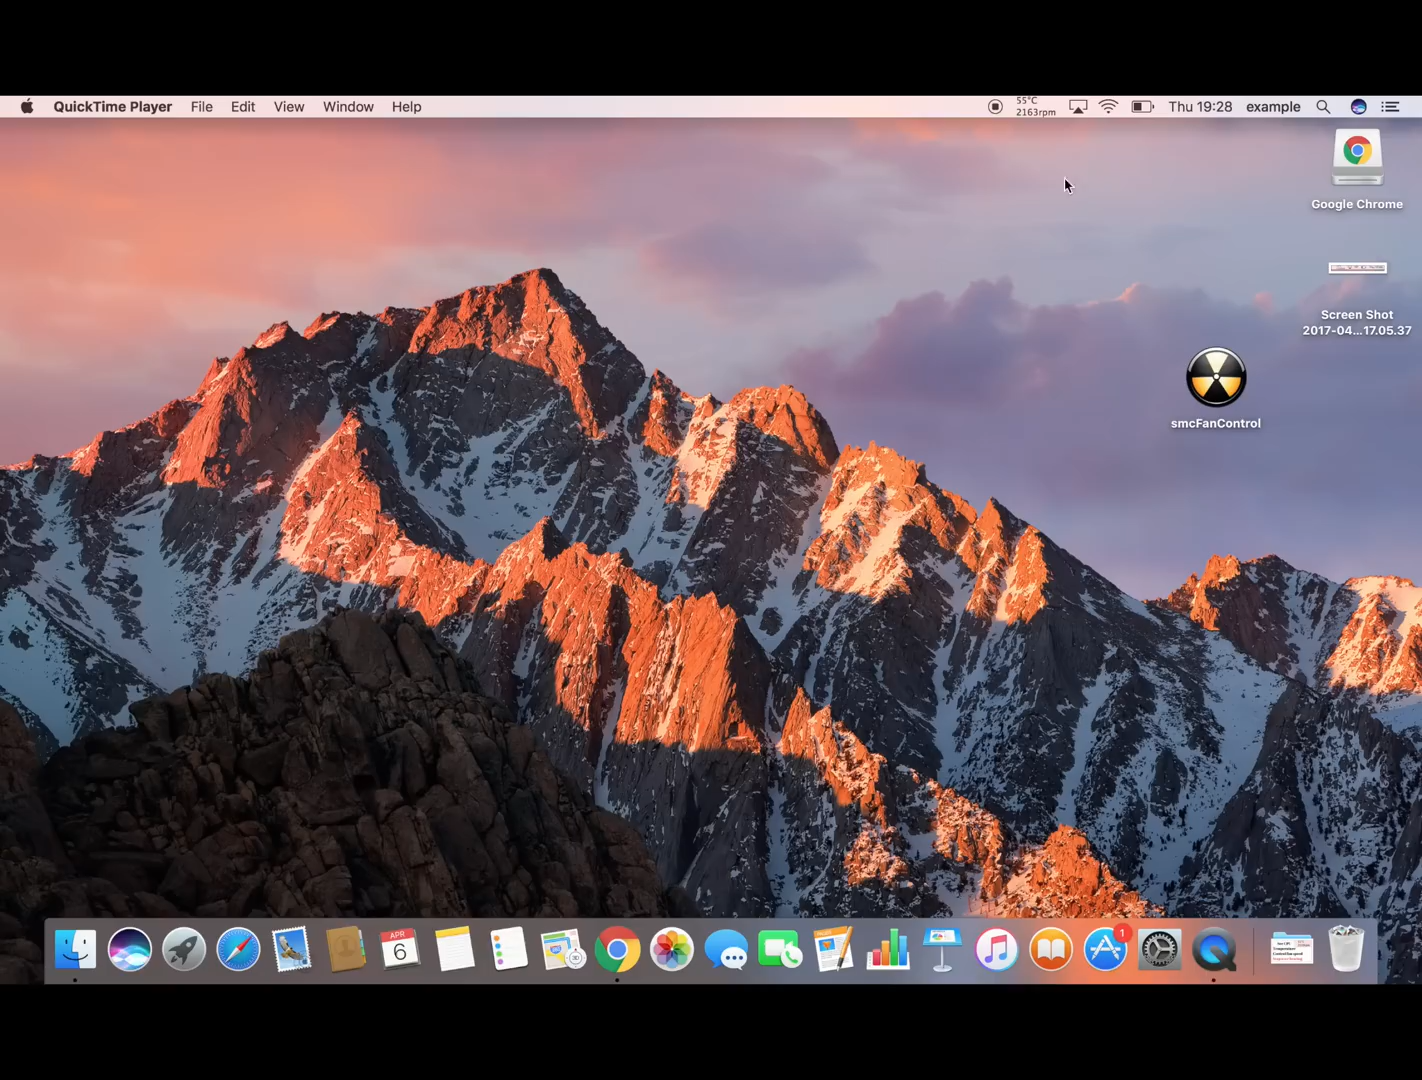 QuickTime Player File Edit View Window Help
55°C
2163rpm
Thu 19:28 example
Google Chrome
Screen Shot
2017-04...17.05.37
smcFanControl
APR
6
1